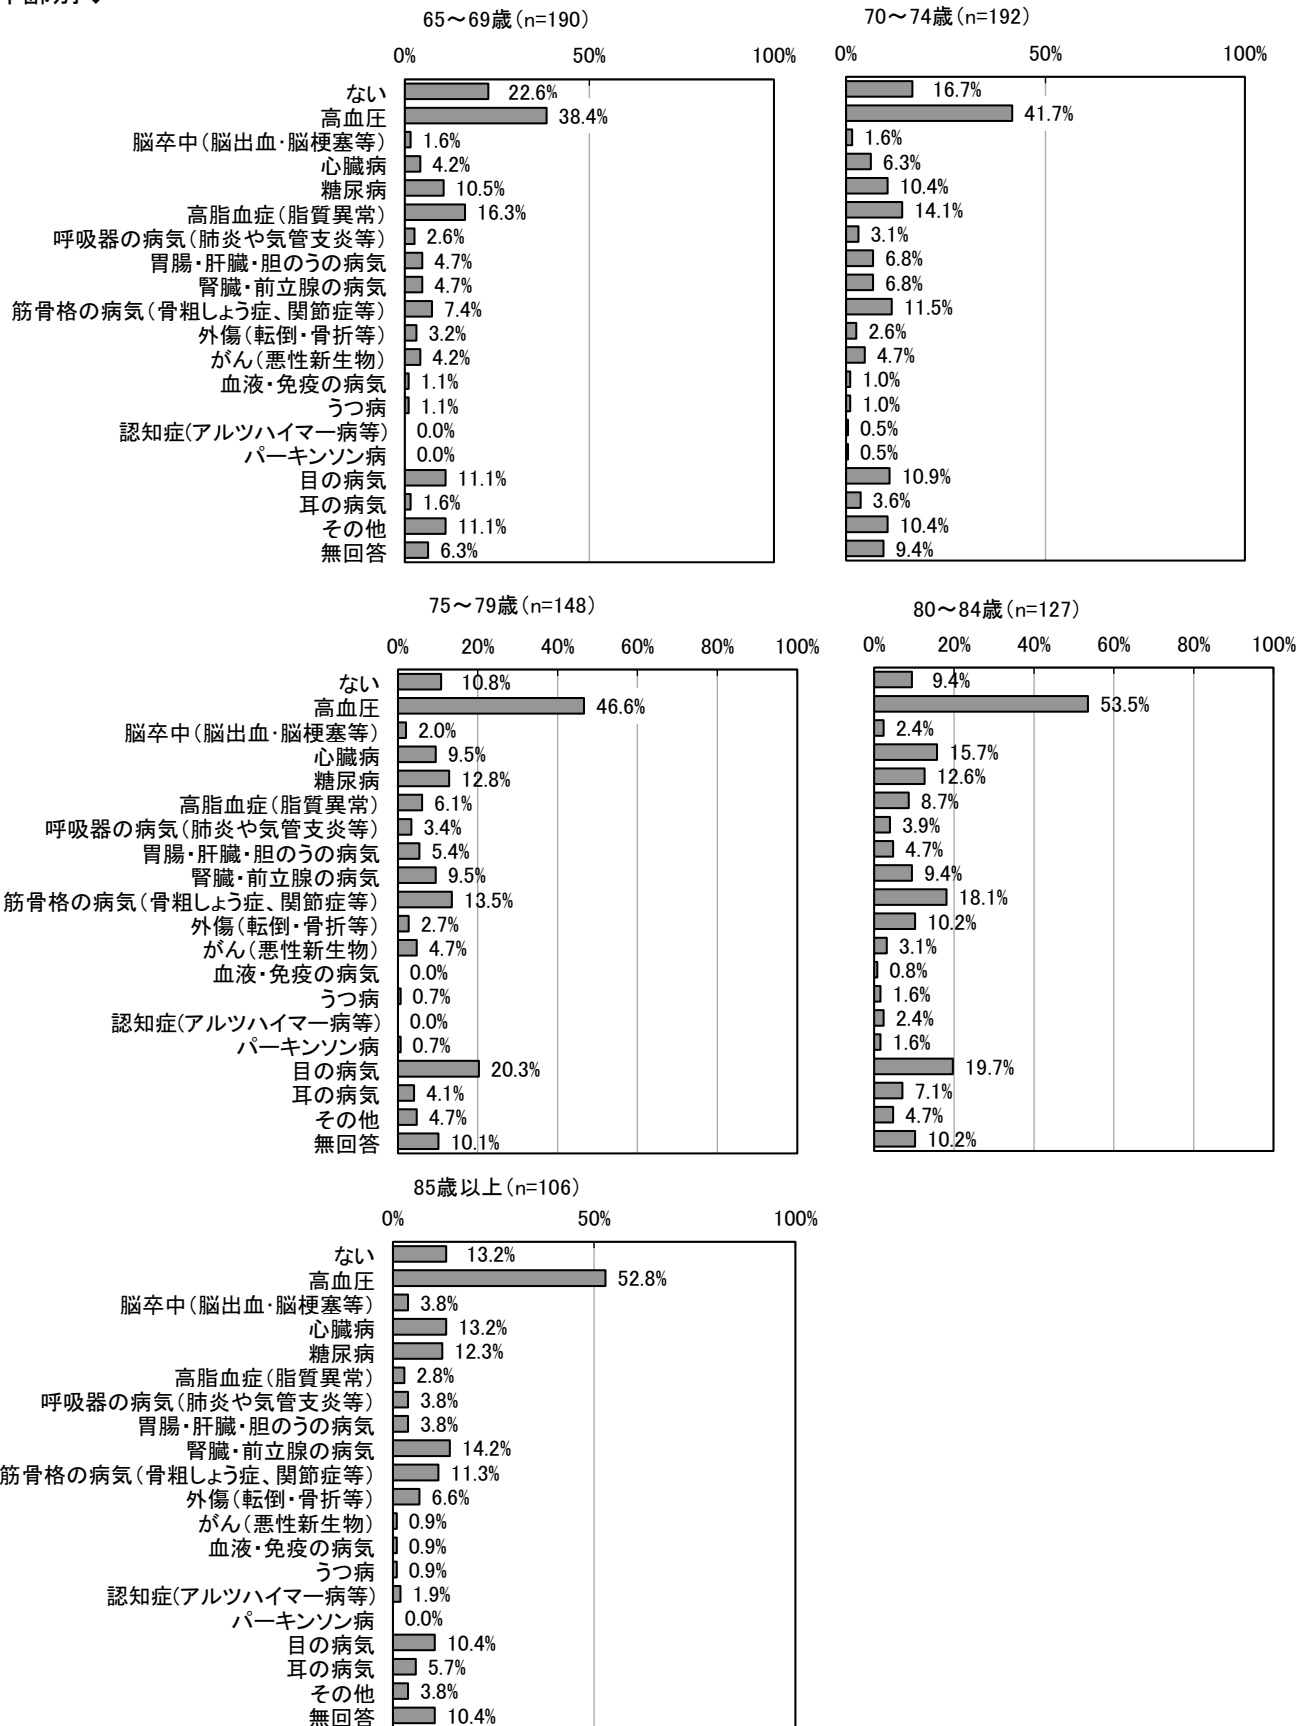 65～69歳(n=190)
0% 50% 100%
ない 22.6%
高血圧 38.4%
脳卒中(脳出血・脳梗塞等) 1.6%
心臓病 4.2%
糖尿病 10.5%
高脂血症(脂質異常) 16.3%
呼吸器の病気(肺炎や気管支炎等) 2.6%
胃腸・肝臓・胆のうの病気 4.7%
腎臓・前立腺の病気 4.7%
筋骨格の病気(骨粗しょう症、関節症等) 7.4%
外傷(転倒・骨折等) 3.2%
がん(悪性新生物) 4.2%
血液・免疫の病気 1.1%
うつ病 1.1%
認知症(アルツハイマー病等) 0.0%
パーキンソン病 0.0%
目の病気 11.1%
耳の病気 1.6%
その他 11.1%
無回答 6.3%
70～74歳(n=192)
0% 50% 100%
16.7%
41.7%
1.6%
6.3%
10.4%
14.1%
3.1%
6.8%
6.8%
11.5%
2.6%
4.7%
1.0%
1.0%
0.5%
0.5%
10.9%
3.6%
10.4%
9.4%
75～79歳(n=148)
0% 20% 40% 60% 80% 100%
ない 10.8%
高血圧 46.6%
脳卒中(脳出血・脳梗塞等) 2.0%
心臓病 9.5%
糖尿病 12.8%
高脂血症(脂質異常) 6.1%
呼吸器の病気(肺炎や気管支炎等) 3.4%
胃腸・肝臓・胆のうの病気 5.4%
腎臓・前立腺の病気 9.5%
筋骨格の病気(骨粗しょう症、関節症等) 13.5%
外傷(転倒・骨折等) 2.7%
がん(悪性新生物) 4.7%
血液・免疫の病気 0.0%
うつ病 0.7%
認知症(アルツハイマー病等) 0.0%
パーキンソン病 0.7%
目の病気 20.3%
耳の病気 4.1%
その他 4.7%
無回答 10.1%
80～84歳(n=127)
0% 20% 40% 60% 80% 100%
9.4%
53.5%
2.4%
15.7%
12.6%
8.7%
3.9%
4.7%
9.4%
18.1%
10.2%
3.1%
0.8%
1.6%
2.4%
1.6%
19.7%
7.1%
4.7%
10.2%
85歳以上(n=106)
0% 50% 100%
ない 13.2%
高血圧 52.8%
脳卒中(脳出血・脳梗塞等) 3.8%
心臓病 13.2%
糖尿病 12.3%
高脂血症(脂質異常) 2.8%
呼吸器の病気(肺炎や気管支炎等) 3.8%
胃腸・肝臓・胆のうの病気 3.8%
腎臓・前立腺の病気 14.2%
筋骨格の病気(骨粗しょう症、関節症等) 11.3%
外傷(転倒・骨折等) 6.6%
がん(悪性新生物) 0.9%
血液・免疫の病気 0.9%
うつ病 0.9%
認知症(アルツハイマー病等) 1.9%
パーキンソン病 0.0%
目の病気 10.4%
耳の病気 5.7%
その他 3.8%
無回答 10.4%